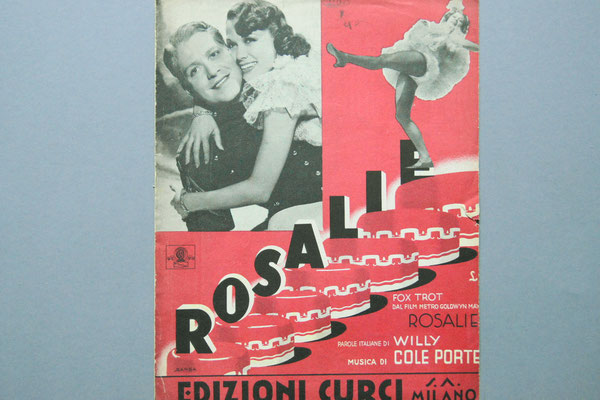 ROSALIE
L.
FOX TROT
DAL FILM METRO GOLDWYN MAY
ROSALIE
PAROLE ITALIANE DI WILLY
MUSICA DI COLE PORTE
EDIZIONI CURCI S.A. MILANO